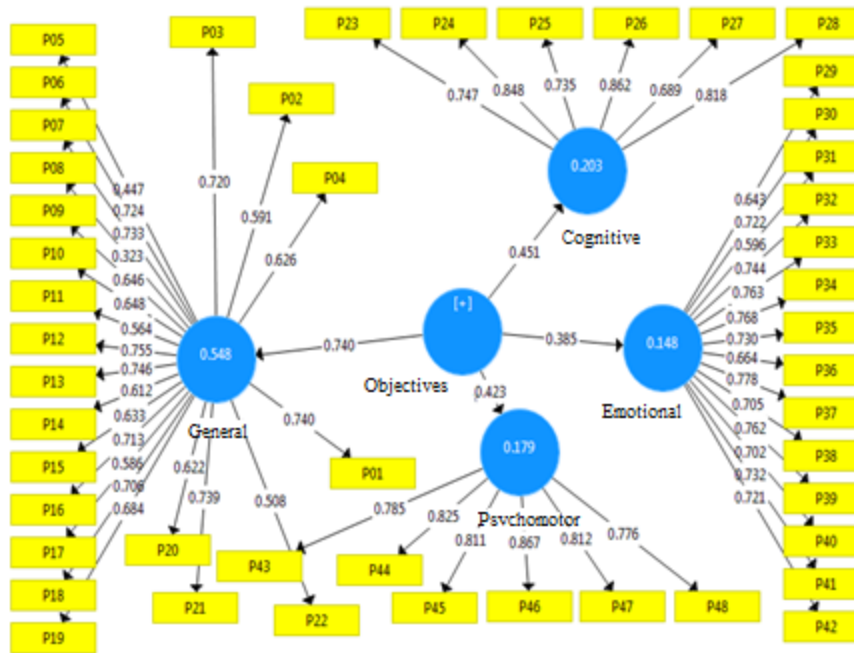 P05
P06
P07
P08
P09
P10
P11
P12
P13
P14
P15
P16
P17
P18
P19
P03
P02
P04
0.447
0.724
0.733
0.323
0.646
0.648
0.564
0.755
0.746
0.612
0.633
0.713
0.586
0.706
0.684
0.720
0.591
0.626
0.548
General
0.740
[+]
Objectives
0.622
0.739
0.508
0.740
P01
P20
P21
P22
P23
P24
P25
P26
P27
P28
0.747
0.848
0.735
0.862
0.689
0.818
0.203
Cognitive
0.451
0.385
0.423
0.148
Emotional
0.643
0.722
0.596
0.744
0.763
0.768
0.730
0.664
0.778
0.705
0.762
0.702
0.732
0.721
P29
P30
P31
P32
P33
P34
P35
P36
P37
P38
P39
P40
P41
P42
0.179
Psychomotor
0.785
0.825
0.811
0.867
0.812
0.776
P43
P44
P45
P46
P47
P48